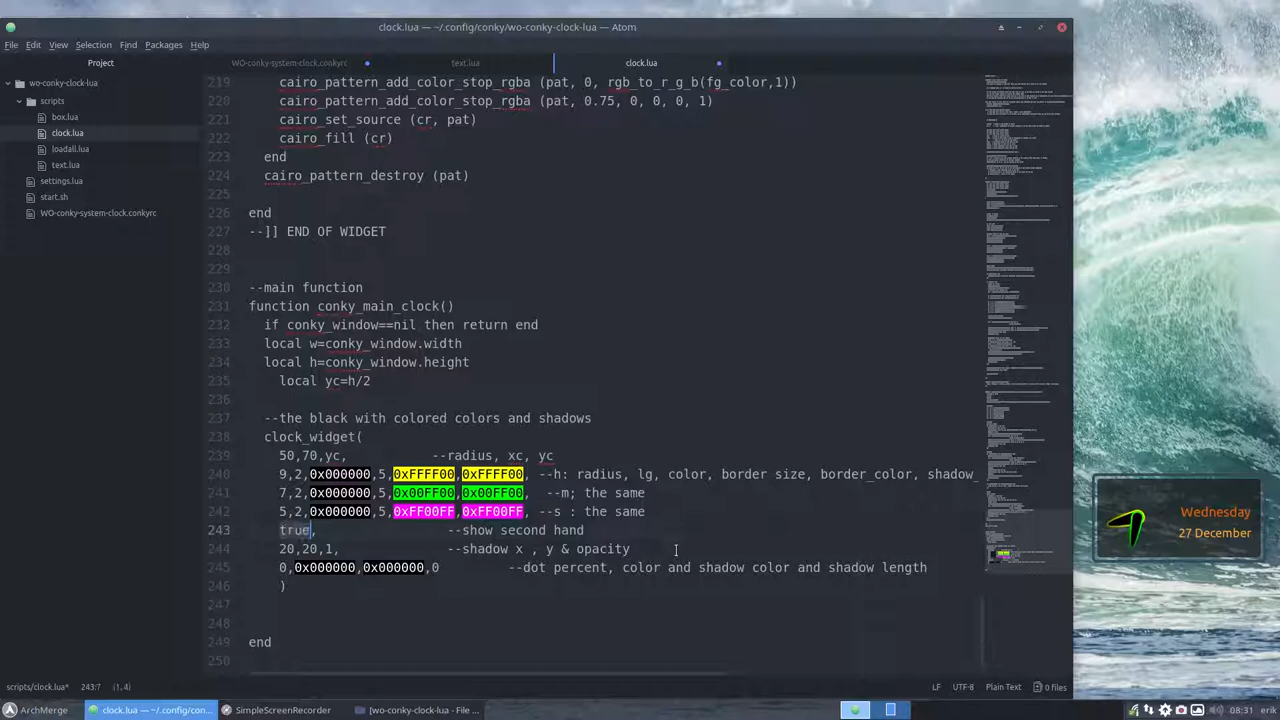 clock.lua — ~/.config/conky/wo-conky-clock-lua — Atom
File Edit View Selection Find Packages Help
Project
WO-conky-system-clock.conkyrc text.lua clock.lua
wo-conky-clock-lua
scripts
box.lua
clock.lua
loadall.lua
text.lua
settings.lua
start.sh
WO-conky-system-clock.conkyrc
219 cairo_pattern_add_color_stop_rgba (pat, 0, rgb_to_r_g_b(fg_color,1))
220 cairo_pattern_add_color_stop_rgba (pat, 0.75, 0, 0, 0, 1)
221 cairo_set_source (cr, pat)
222 cairo_fill (cr)
223 end
224 cairo_pattern_destroy (pat)
225
226 end
227 --]] END OF WIDGET
228
229
230 --main function
231 function conky_main_clock()
232 if conky_window==nil then return end
233 local w=conky_window.width
234 local h=conky_window.height
235 local yc=h/2
236
237 --the black with colored colors and shadows
238 clock_widget(
239 50,70,yc, --radius, xc, yc
240 0x000000,5,0xFFFF00,0xFFFF00, --h: radius, lg, color, border size, border_color, shadow_
241 0x000000,5,0x00FF00,0x00FF00, --m; the same
242 0x000000,5,0xFF00FF,0xFF00FF, --s : the same
243 true, --show second hand
244 20,20,1, --shadow x , y & opacity
245 0,0x000000,0x000000,0 --dot percent, color and shadow color and shadow length
246 )
247
248
249 end
250
Wednesday
27 December
scripts/clock.lua* 243:7 (1,4) LF UTF-8 Plain Text 0 files
ArchMerge clock.lua — ~/.config/con... SimpleScreenRecorder [wo-conky-clock-lua - File ... 08:31 erik